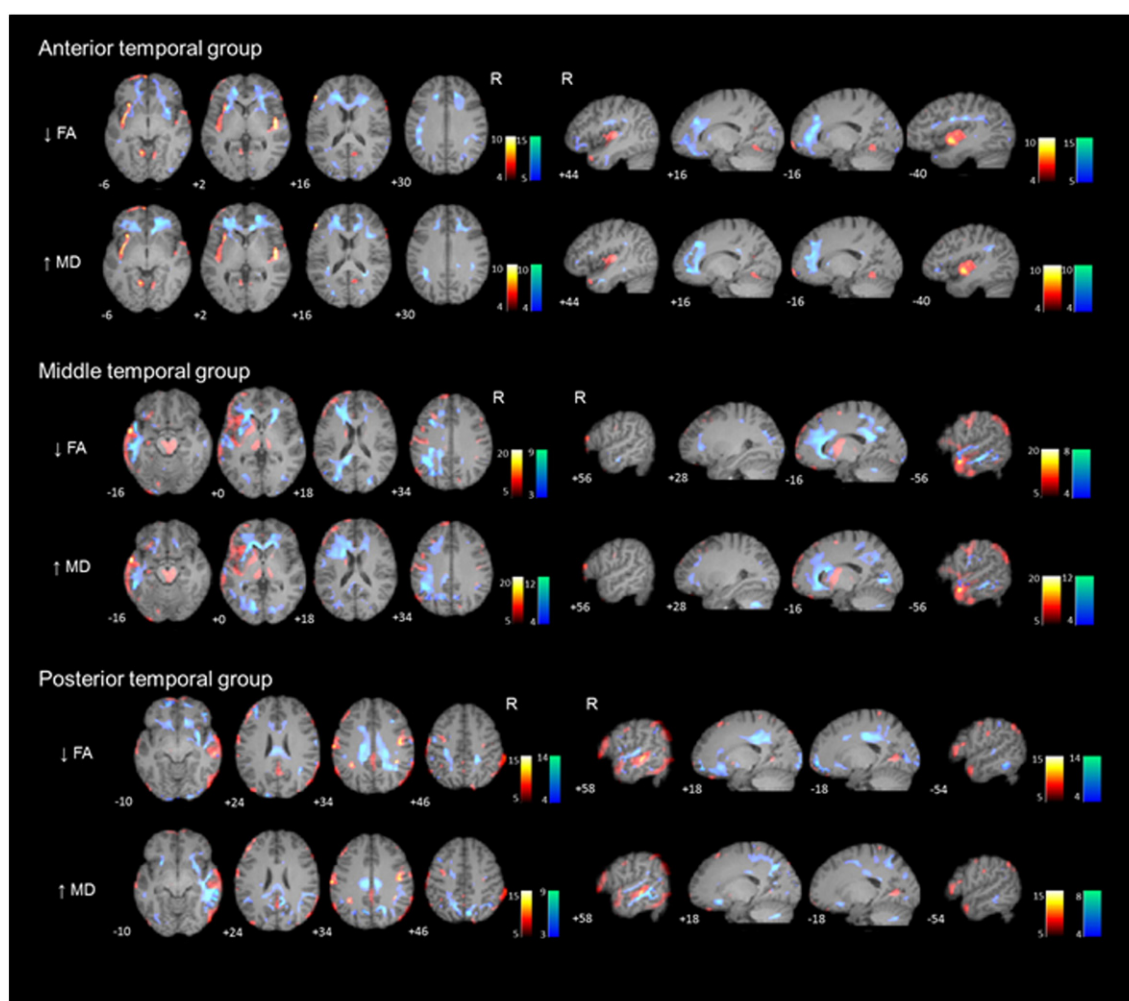 Anterior temporal group
R R
↓ FA 10 4 15 5 10 4 15 5
-6 +2 +16 +30 +44 +16 -16 -40
↑ MD 10 4 10 4 10 4 10 4
-6 +2 +16 +30 +44 +16 -16 -40
Middle temporal group
R R
↓ FA 20 5 9 3 20 5 8 4
-16 +0 +18 +34 +56 +28 -16 -56
↑ MD 20 5 12 4 20 5 12 4
-16 +0 +18 +34 +56 +28 -16 -56
Posterior temporal group
R R
↓ FA 15 5 14 4 15 5 14 4
-10 +24 +34 +46 +58 +18 -18 -54
↑ MD 15 5 9 3 15 5 8 4
-10 +24 +34 +46 +58 +18 -18 -54